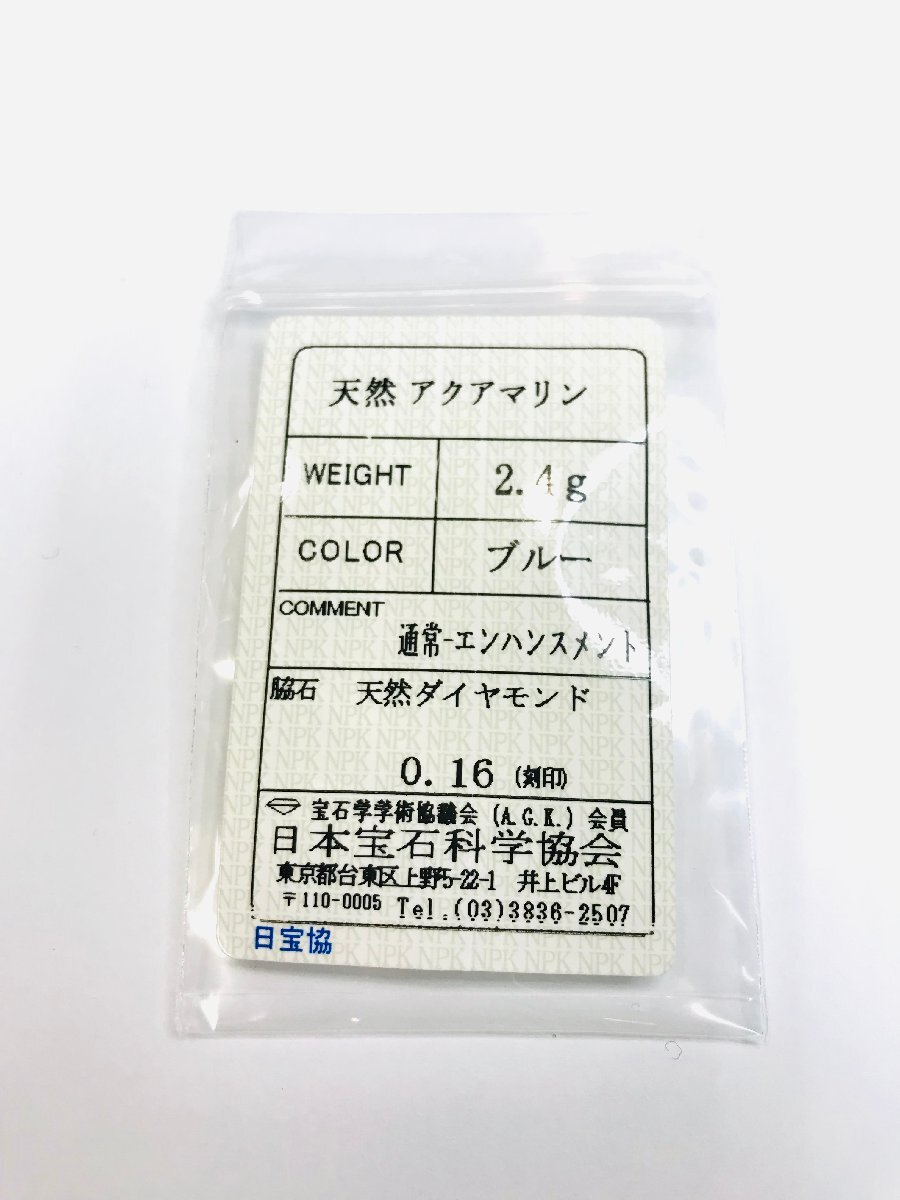 天然 アクアマリン
WEIGHT 2.4g
COLOR ブルー
COMMENT
通常-エンハンスメント
脇石 天然ダイヤモンド
0.16 (刻印)
宝石学学術協議会 (A.G.K.) 会員
日本宝石科学協会
東京都台東区上野5-22-1 井上ビル4F
〒110-0005 Tel.(03)3836-2507
日宝協